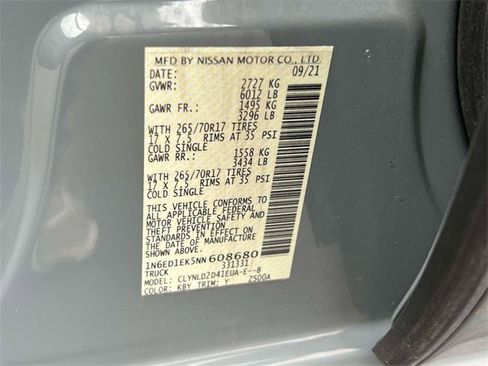 MFD BY NISSAN MOTOR CO., LTD.
DATE: 09/21
GVWR: 2727 KG
6012 LB
GAWR FR.: 1495 KG
3296 LB
WITH 265/70R17 TIRES
17 X 7.5 RIMS AT 35 PSI
COLD SINGLE
GAWR RR.: 1558 KG
3434 LB
WITH 265/70R17 TIRES
17 X 7.5 RIMS AT 35 PSI
COLD SINGLE
THIS VEHICLE CONFORMS TO
ALL APPLICABLE FEDERAL
MOTOR VEHICLE SAFETY AND
THEFT PREVENTION
STANDARDS IN EFFECT ON
THE DATE OF MANUFACTURE
SHOWN ABOVE.
1N6ED1EK5NN608680
TRUCK 331331
MODEL: CLYNLD2D41EUA-E--B
COLOR: KBY TRIM: Y ZSD0A